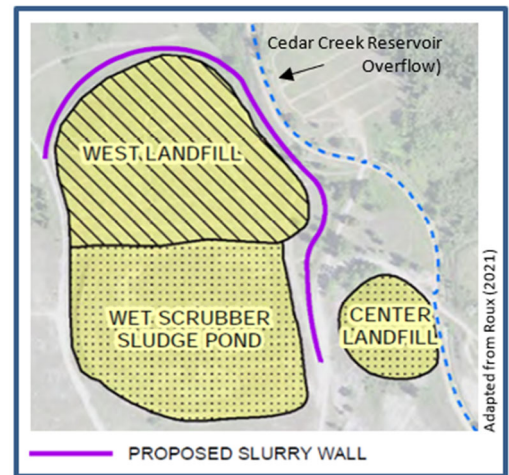 Cedar Creek Reservoir
Overflow)
WEST LANDFILL
WET SCRUBBER
SLUDGE POND
CENTER
LANDFILL
Adapted from Roux (2021)
PROPOSED SLURRY WALL